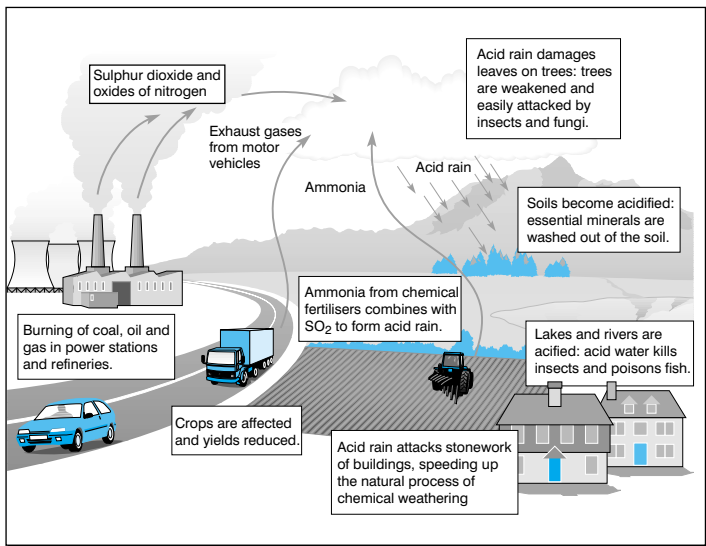 Sulphur dioxide and
oxides of nitrogen
Acid rain damages
leaves on trees: trees
are weakened and
easily attacked by
insects and fungi.
Exhaust gases
from motor
vehicles
Acid rain
Ammonia
Soils become acidified:
essential minerals are
washed out of the soil.
Ammonia from chemical
fertilisers combines with
SO2 to form acid rain.
Burning of coal, oil and
gas in power stations
and refineries.
Lakes and rivers are
acified: acid water kills
insects and poisons fish.
Crops are affected
and yields reduced.
Acid rain attacks stonework
of buildings, speeding up
the natural process of
chemical weathering